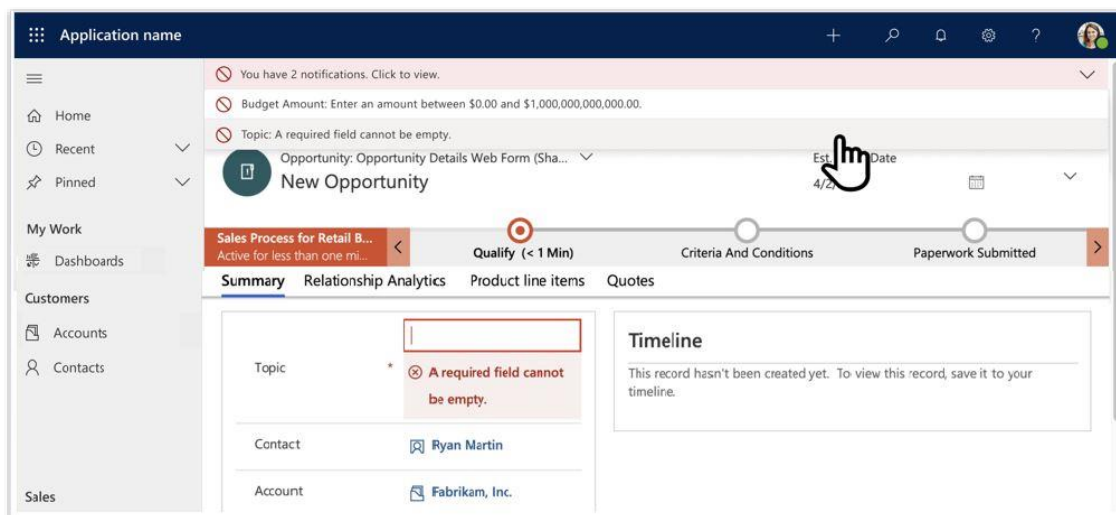 Application name
You have 2 notifications. Click to view.
Budget Amount: Enter an amount between $0.00 and $1,000,000,000,000.00.
Topic: A required field cannot be empty.
Home
Recent
Pinned
My Work
Dashboards
Customers
Accounts
Contacts
Sales
Opportunity: Opportunity Details Web Form (Sha...
New Opportunity
Est. Date
4/2/
Sales Process for Retail B...
Active for less than one mi...
Qualify (< 1 Min)
Criteria And Conditions
Paperwork Submitted
Summary Relationship Analytics Product line items Quotes
Topic *
A required field cannot
be empty.
Contact Ryan Martin
Account Fabrikam, Inc.
Timeline
This record hasn't been created yet. To view this record, save it to your
timeline.